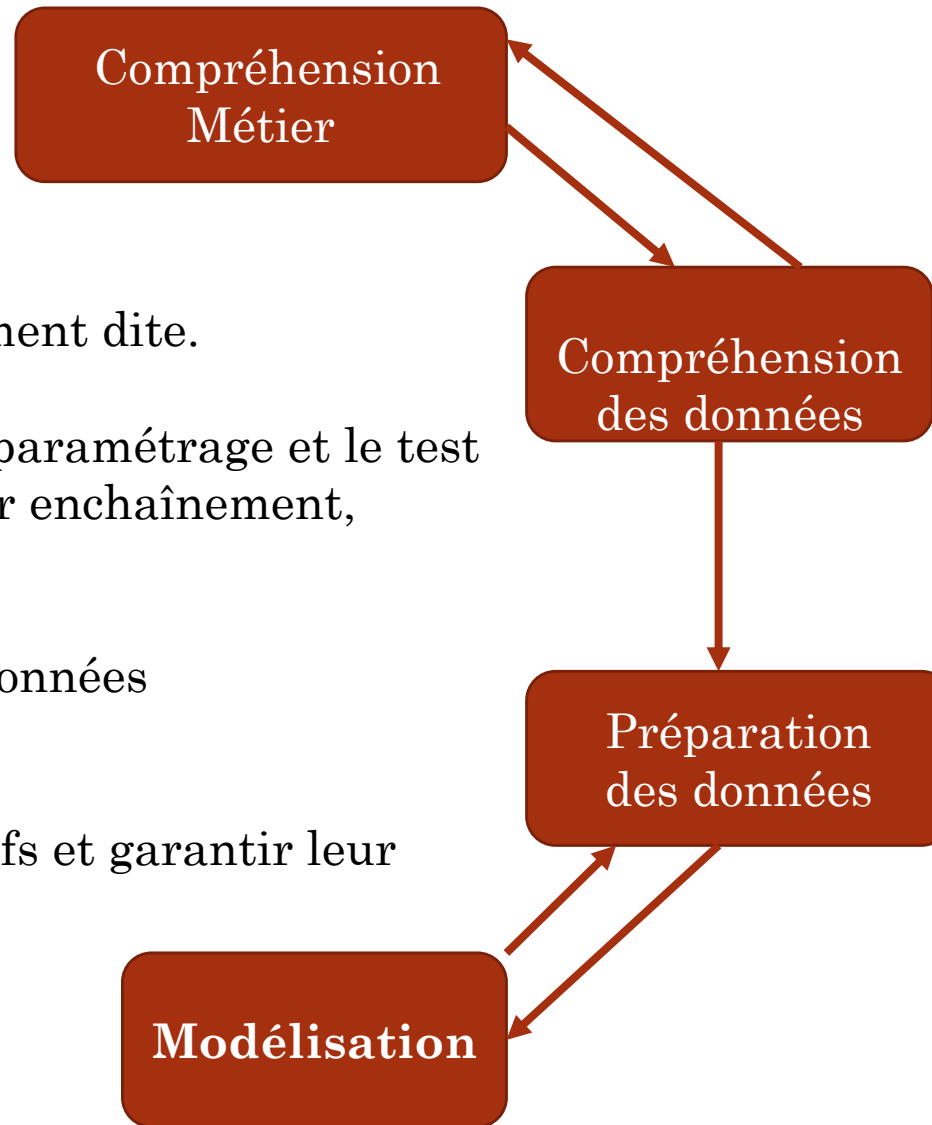 Compréhension
Métier
ment dite.
Compréhension
des données
paramétrage et le test
r enchaînement,
onnées
Préparation
des données
fs et garantir leur
Modélisation